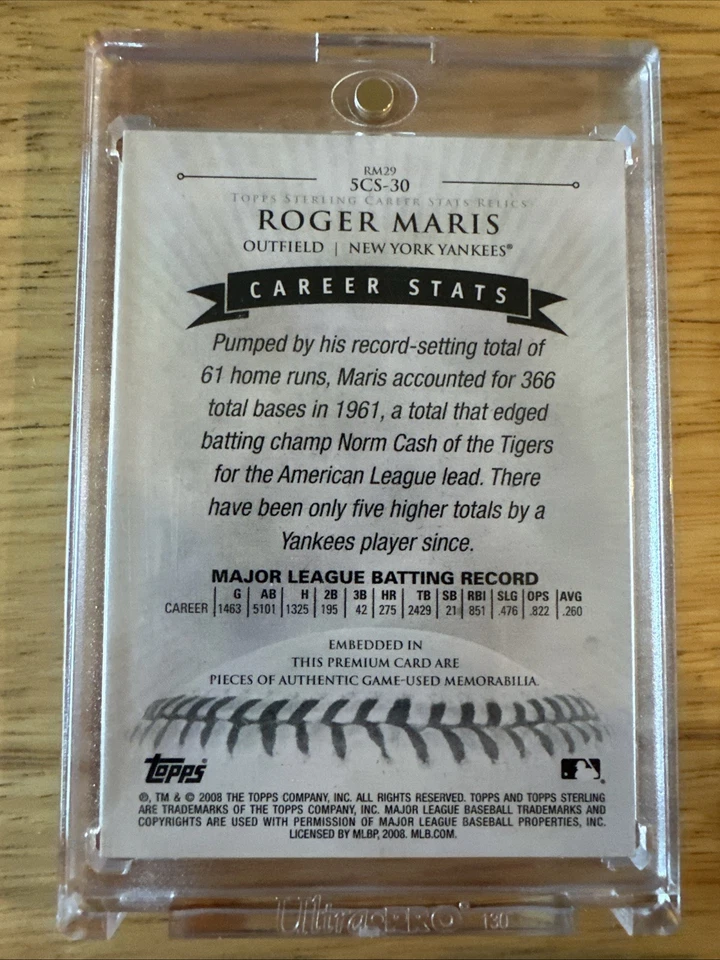 RM29
5CS-30
TOPPS STERLING CAREER STATS RELICS
ROGER MARIS
OUTFIELD | NEW YORK YANKEES®
CAREER STATS
Pumped by his record-setting total of
61 home runs, Maris accounted for 366
total bases in 1961, a total that edged
batting champ Norm Cash of the Tigers
for the American League lead. There
have been only five higher totals by a
Yankees player since.
MAJOR LEAGUE BATTING RECORD
G AB H 2B 3B HR TB SB RBI SLG OPS AVG
CAREER 1463 5101 1325 195 42 275 2429 21 851 .476 .822 .260
EMBEDDED IN
THIS PREMIUM CARD ARE
PIECES OF AUTHENTIC GAME-USED MEMORABILIA.
Topps®
®, TM & © 2008 THE TOPPS COMPANY, INC. ALL RIGHTS RESERVED. TOPPS AND TOPPS STERLING
ARE TRADEMARKS OF THE TOPPS COMPANY, INC. MAJOR LEAGUE BASEBALL TRADEMARKS AND
COPYRIGHTS ARE USED WITH PERMISSION OF MAJOR LEAGUE BASEBALL PROPERTIES, INC.
LICENSED BY MLBP, 2008. MLB.COM.
Ultra PRO® 130